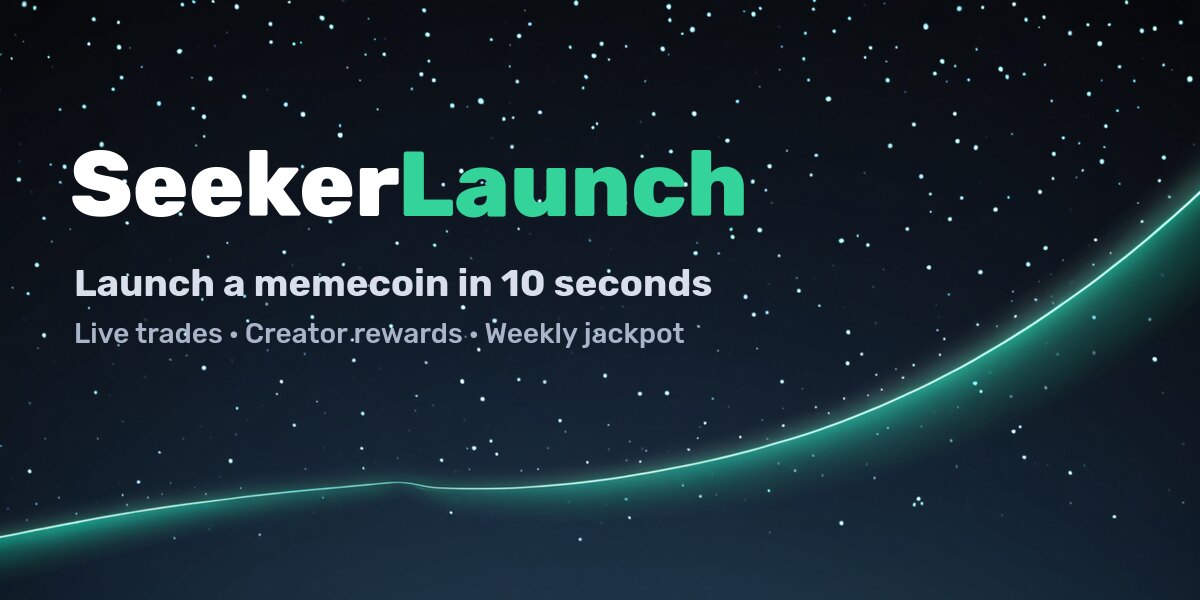 SeekerLaunch
Launch a memecoin in 10 seconds
Live trades • Creator rewards • Weekly jackpot